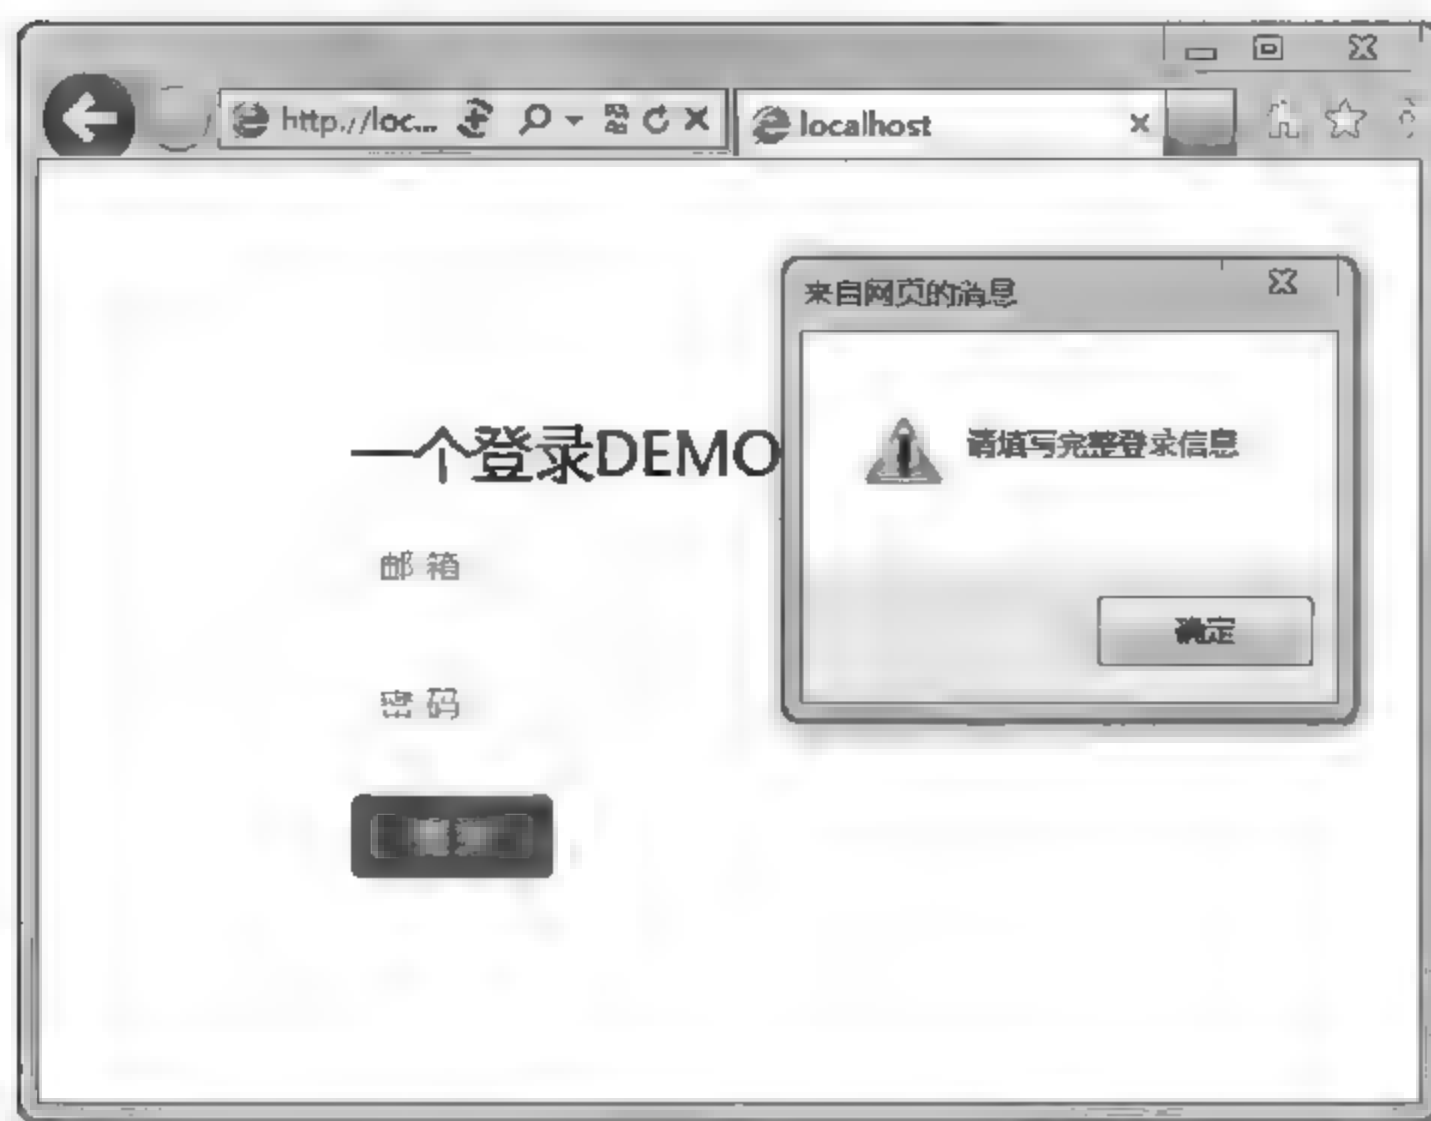 http://loc...
localhost
来自网页的消息
请填写完整登录信息
一个登录DEMO
邮 箱
确定
密 码